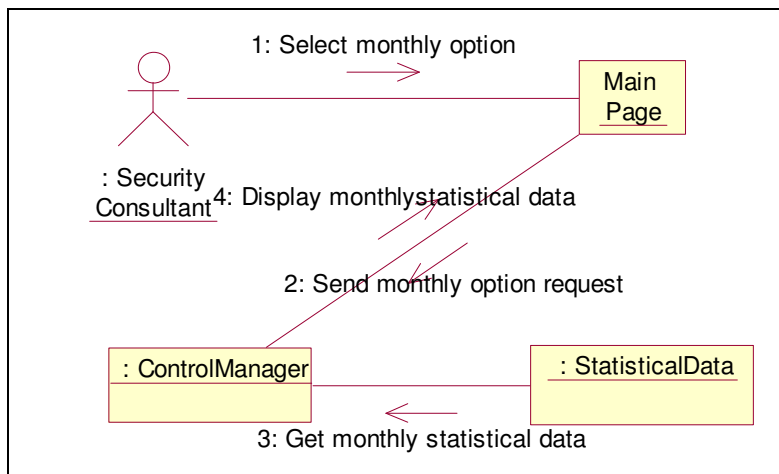 1: Select monthly option
Main
Page
: Security
Consultant
4: Display monthlystatistical data
2: Send monthly option request
: ControlManager
: StatisticalData
3: Get monthly statistical data